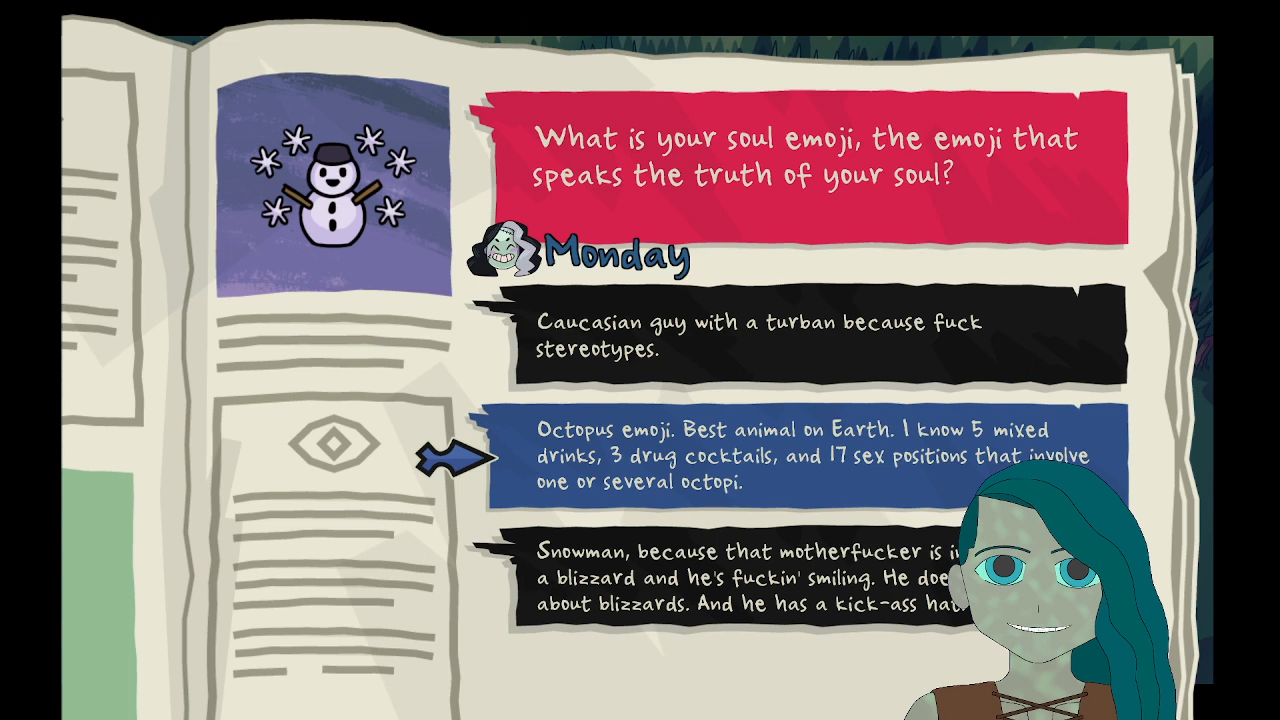 What is your soul emoji, the emoji that
speaks the truth of your soul?
Monday
Caucasian guy with a turban because fuck
stereotypes.
Octopus emoji. Best animal on Earth. I know 5 mixed
drinks, 3 drug cocktails, and 17 sex positions that involve
one or several octopi.
Snowman, because that motherfucker is
a blizzard and he's fuckin' smiling. He
about blizzards. And he has a kick-ass hat.